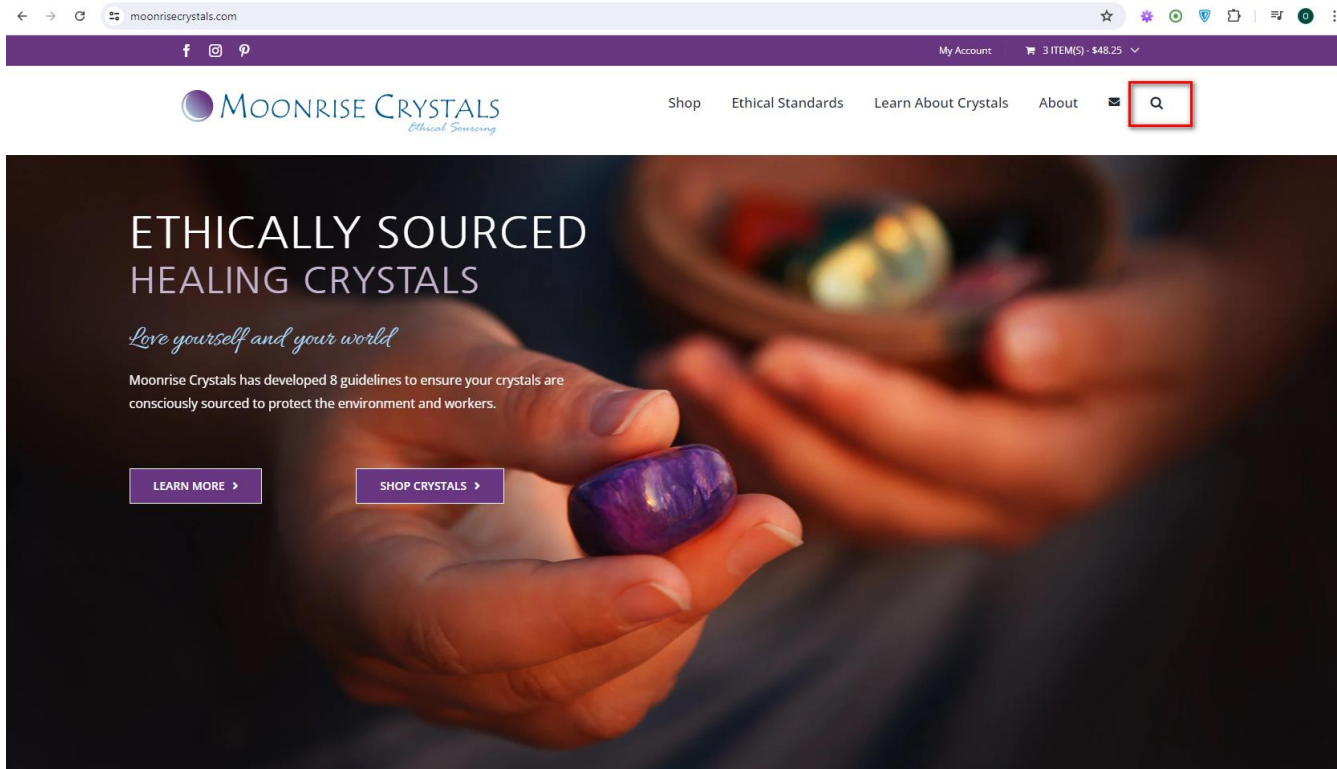 moonrisecrystals.com
O
My Account
3 ITEM(S) - $48.25
MOONRISE CRYSTALS
Ethical Sourcing
Shop
Ethical Standards
Learn About Crystals
About
ETHICALLY SOURCED
HEALING CRYSTALS
Love yourself and your world
Moonrise Crystals has developed 8 guidelines to ensure your crystals are
consciously sourced to protect the environment and workers.
LEARN MORE
SHOP CRYSTALS